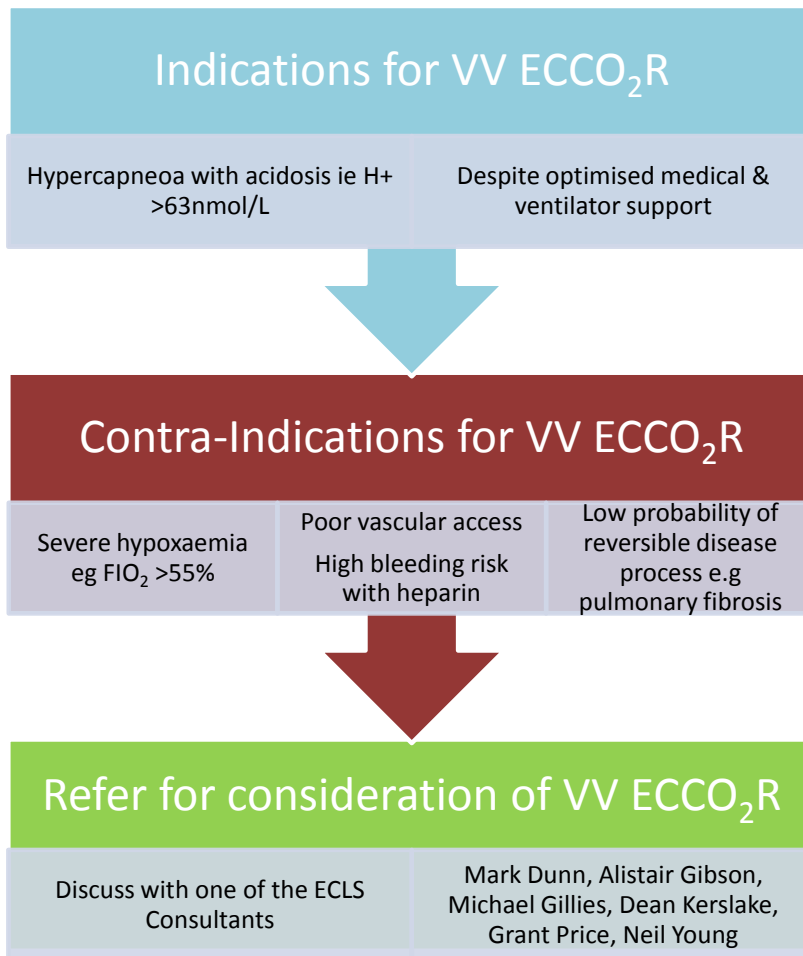 Indications for VV ECCO₂R
Hypercapneoa with acidosis ie H+
>63nmol/L
Despite optimised medical &
ventilator support
Contra-Indications for VV ECCO₂R
Severe hypoxaemia
eg FIO₂ >55%
Poor vascular access
High bleeding risk
with heparin
Low probability of
reversible disease
process e.g
pulmonary fibrosis
Refer for consideration of VV ECCO₂R
Discuss with one of the ECLS
Consultants
Mark Dunn, Alistair Gibson,
Michael Gillies, Dean Kerslake,
Grant Price, Neil Young